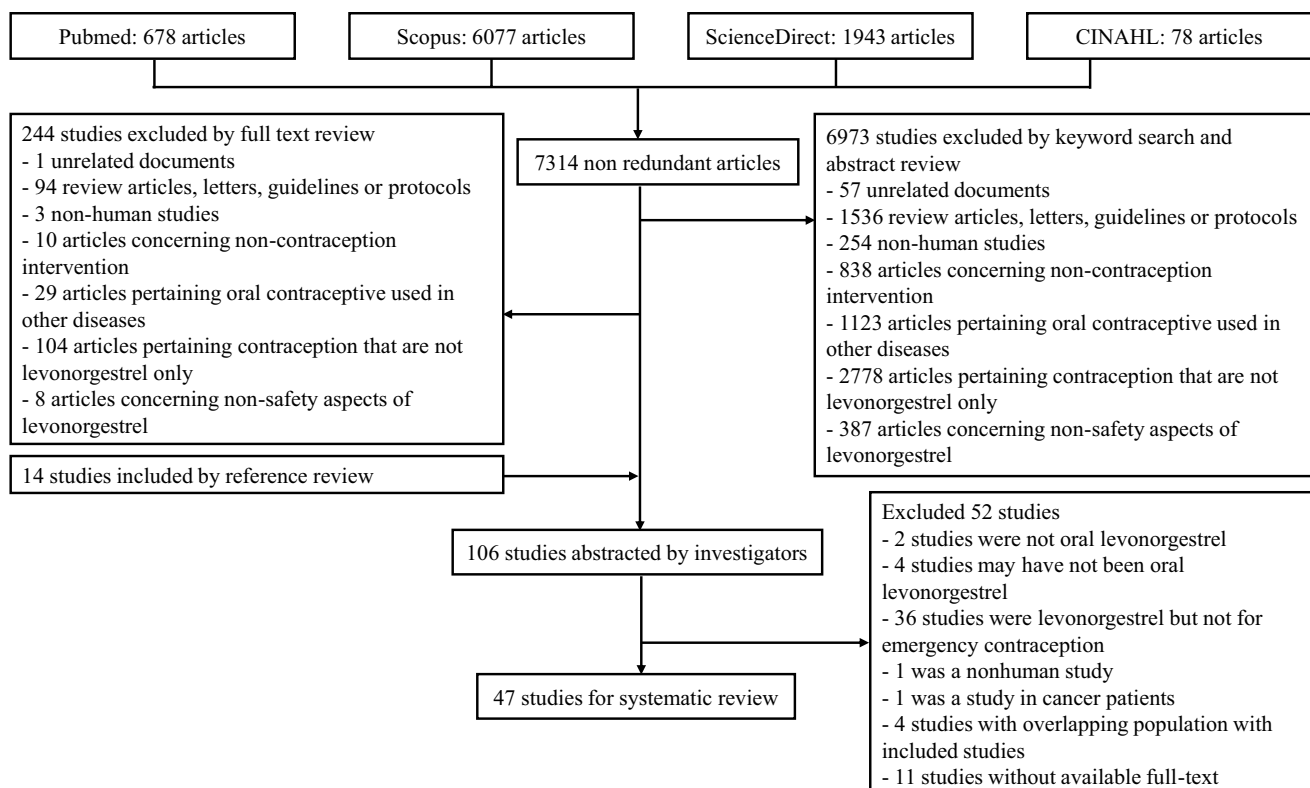 Pubmed: 678 articles
Scopus: 6077 articles
ScienceDirect: 1943 articles
CINAHL: 78 articles
7314 non redundant articles
6973 studies excluded by keyword search and
abstract review
- 57 unrelated documents
- 1536 review articles, letters, guidelines or protocols
- 254 non-human studies
- 838 articles concerning non-contraception
intervention
- 1123 articles pertaining oral contraceptive used in
other diseases
- 2778 articles pertaining contraception that are not
levonorgestrel only
- 387 articles concerning non-safety aspects of
levonorgestrel
244 studies excluded by full text review
- 1 unrelated documents
- 94 review articles, letters, guidelines or protocols
- 3 non-human studies
- 10 articles concerning non-contraception
intervention
- 29 articles pertaining oral contraceptive used in
other diseases
- 104 articles pertaining contraception that are not
levonorgestrel only
- 8 articles concerning non-safety aspects of
levonorgestrel
14 studies included by reference review
106 studies abstracted by investigators
Excluded 52 studies
- 2 studies were not oral levonorgestrel
- 4 studies may have not been oral
levonorgestrel
- 36 studies were levonorgestrel but not for
emergency contraception
- 1 was a nonhuman study
- 1 was a study in cancer patients
- 4 studies with overlapping population with
included studies
- 11 studies without available full-text
47 studies for systematic review